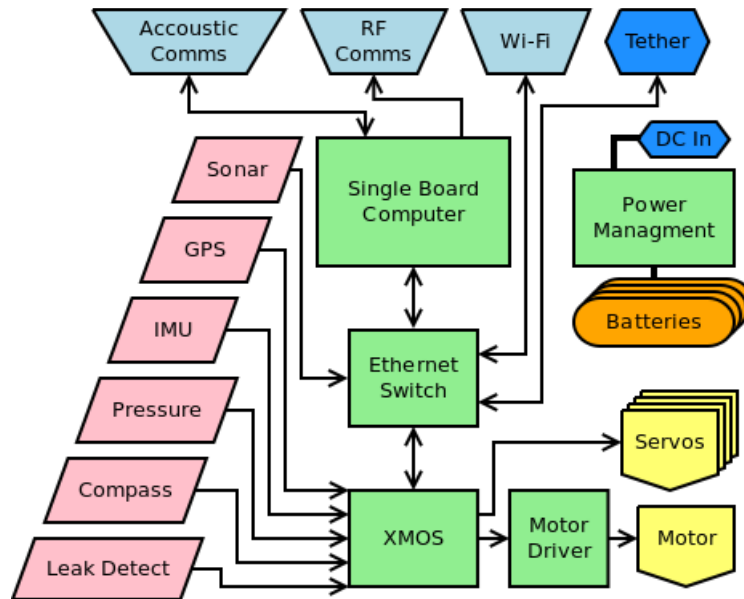 Accoustic
Comms
RF
Comms
Wi-Fi
Tether
DC In
Sonar
Single Board
Computer
Power
Managment
GPS
IMU
Batteries
Ethernet
Switch
Pressure
Servos
Compass
XMOS
Motor
Driver
Motor
Leak Detect